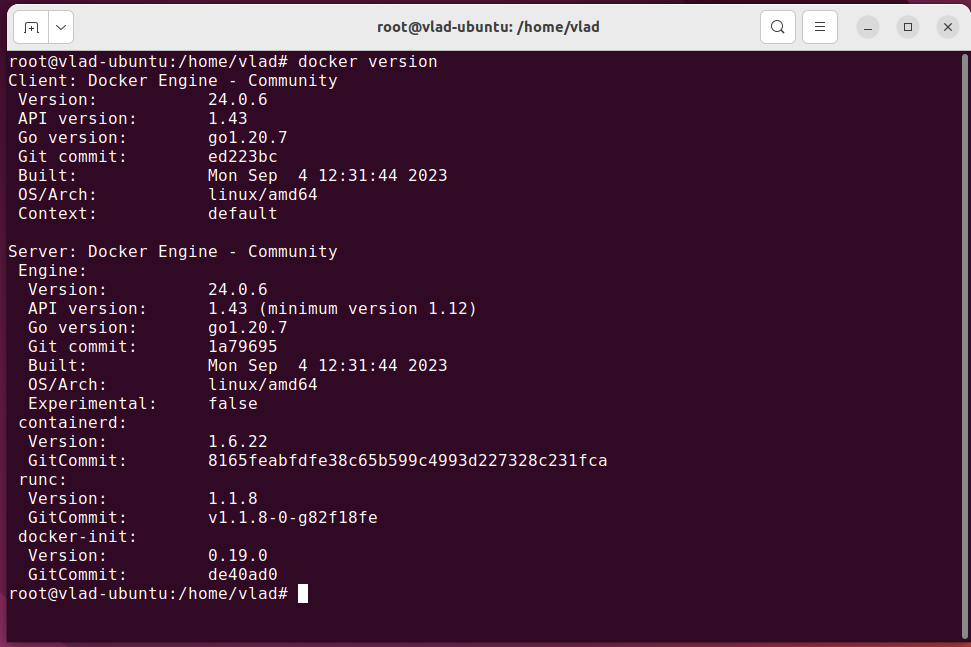 root@vlad-ubuntu: /home/vlad
root@vlad-ubuntu:/home/vlad# docker version
Client: Docker Engine - Community
 Version:           24.0.6
 API version:       1.43
 Go version:        go1.20.7
 Git commit:        ed223bc
 Built:             Mon Sep  4 12:31:44 2023
 OS/Arch:           linux/amd64
 Context:           default

Server: Docker Engine - Community
 Engine:
  Version:          24.0.6
  API version:      1.43 (minimum version 1.12)
  Go version:       go1.20.7
  Git commit:       1a79695
  Built:            Mon Sep  4 12:31:44 2023
  OS/Arch:          linux/amd64
  Experimental:     false
 containerd:
  Version:          1.6.22
  GitCommit:        8165feabfdfe38c65b599c4993d227328c231fca
 runc:
  Version:          1.1.8
  GitCommit:        v1.1.8-0-g82f18fe
 docker-init:
  Version:          0.19.0
  GitCommit:        de40ad0
root@vlad-ubuntu:/home/vlad#